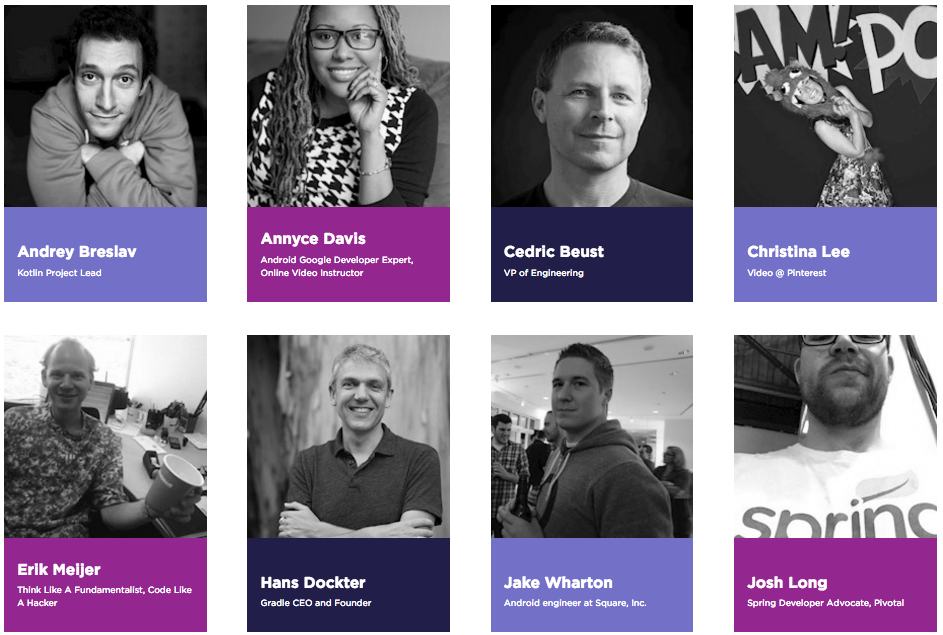 AM! PO
Andrey Breslav
Kotlin Project Lead
Annyce Davis
Android Google Developer Expert,
Online Video Instructor
Cedric Beust
VP of Engineering
Christina Lee
Video @ Pinterest
spring
Erik Meijer
Think Like A Fundamentalist, Code Like
A Hacker
Hans Dockter
Gradle CEO and Founder
Jake Wharton
Android engineer at Square, Inc.
Josh Long
Spring Developer Advocate, Pivotal